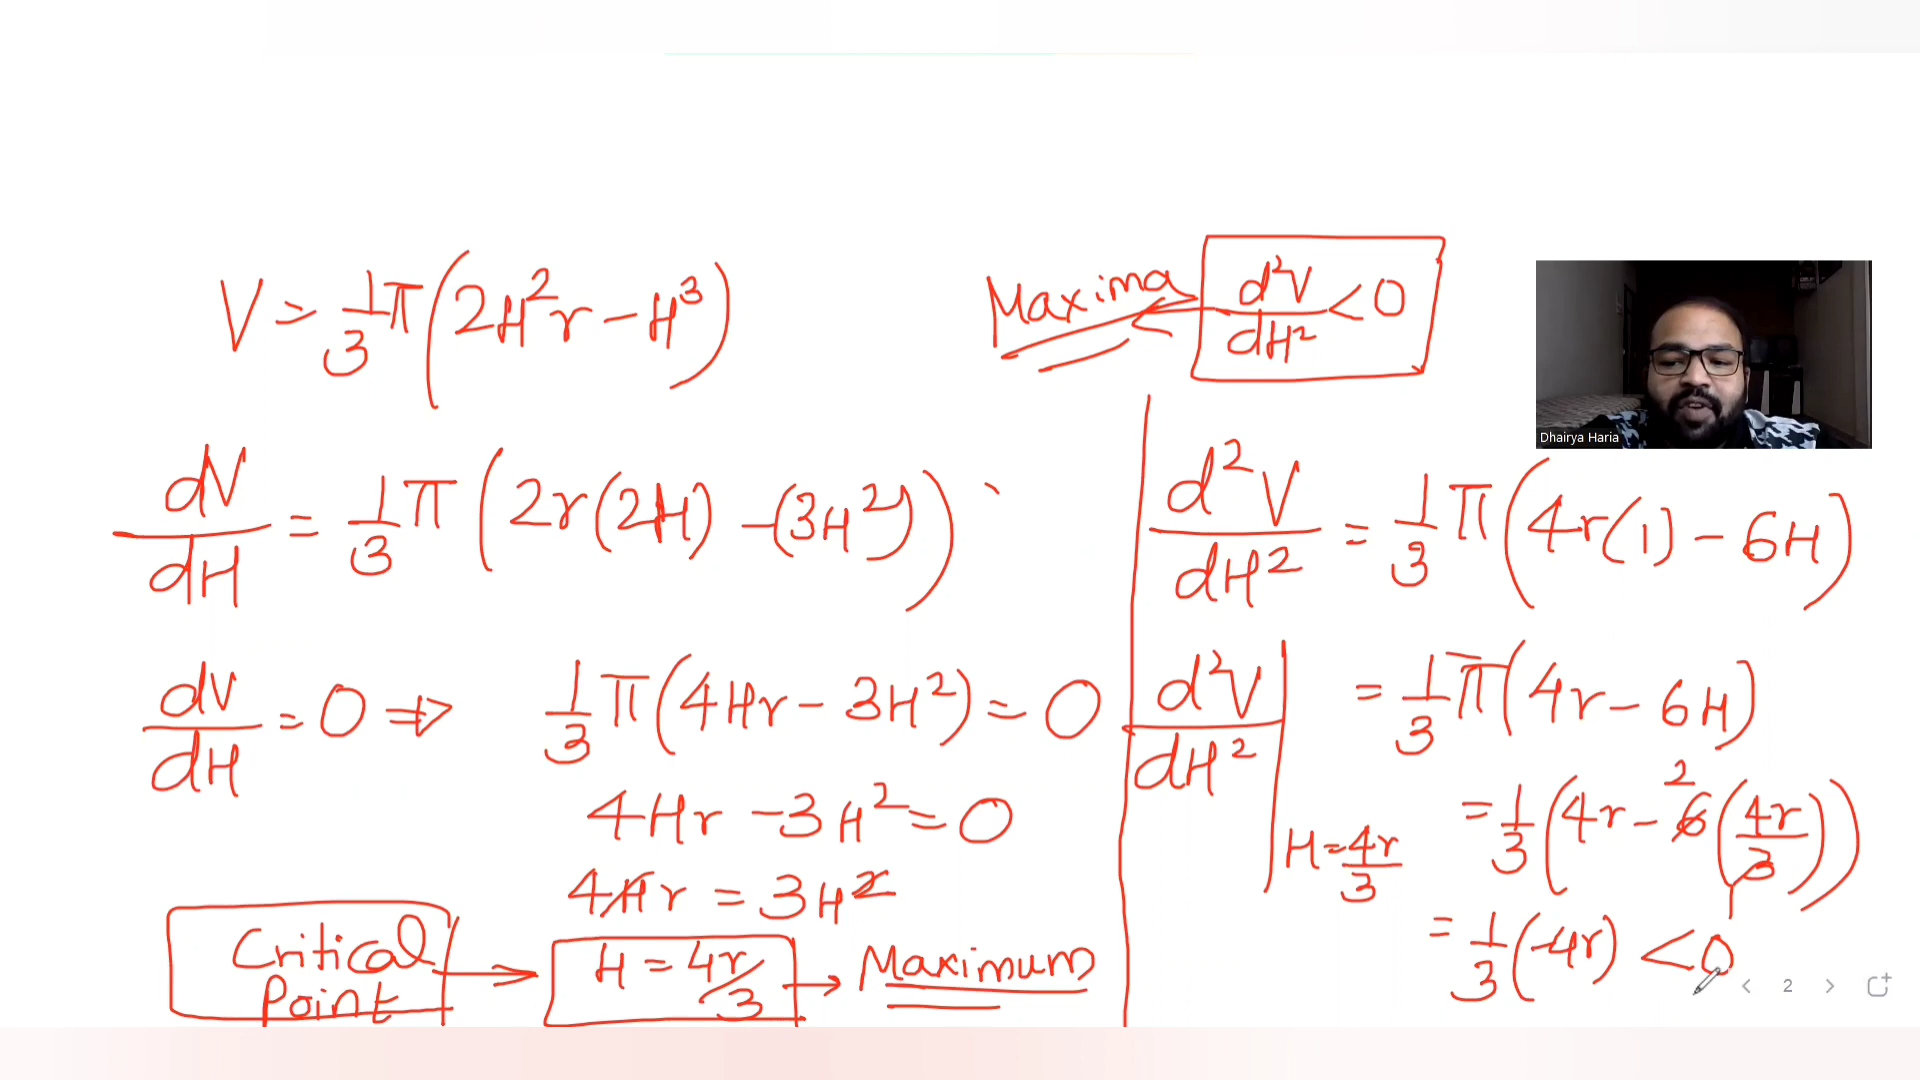 V = 1/3 π (2H²r - H³)
Maxima ← d²V/dH² < 0
Dhairya Haria
dV/dH = 1/3 π (2r(2H) - (3H²))
dV/dH = 0 ⇒ 1/3 π (4Hr - 3H²) = 0
4Hr - 3H² = 0
4Hr = 3H²
Critical Point → H = 4r/3 → Maximum
d²V/dH² = 1/3 π (4r(1) - 6H)
d²V/dH² | H = 4r/3 = 1/3 π (4r - 6H)
2
= 1/3 (4r - 6(4r/3))
= 1/3 (-4r) < 0
2